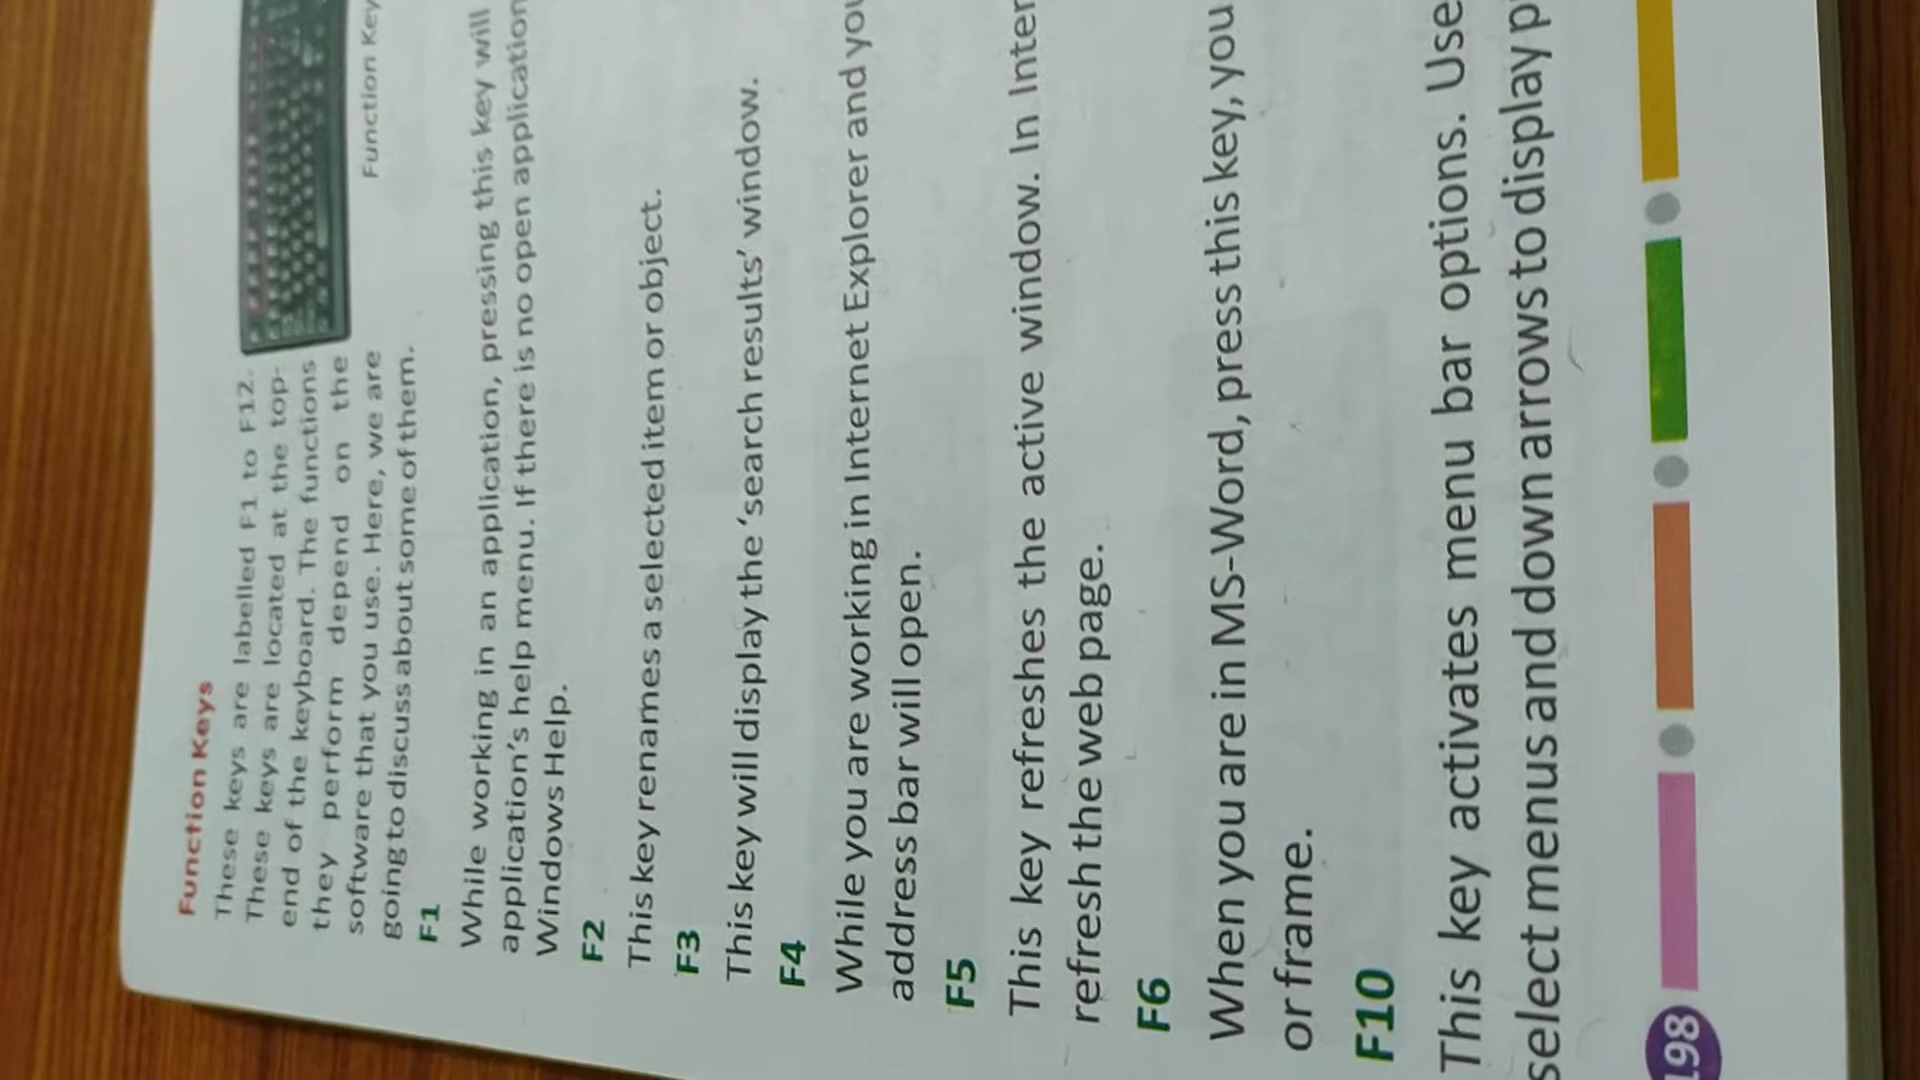 Function Keys
These keys are labelled F1 to F12.
These keys are located at the top-
end of the keyboard. The functions
they perform depend on the
software that you use. Here, we are
going to discuss about some of them.
Function Key
F1
While working in an application, pressing this key will
application's help menu. If there is no open application
Windows Help.
F2
This key renames a selected item or object.
F3
This key will display the 'search results' window.
F4
While you are working in Internet Explorer and you
address bar will open.
F5
This key refreshes the active window. In Inter
refresh the web page.
F6
When you are in MS-Word, press this key, you
or frame.
F10
This key activates menu bar options. Use
select menus and down arrows to display p
198